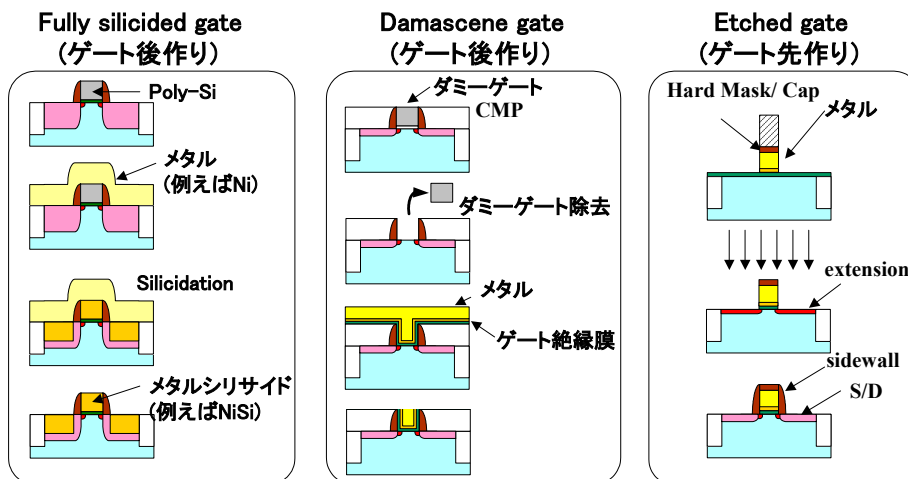 Fully silicided gate
(ゲート後作り)
Poly-Si
メタル
(例えばNi)
Silicidation
メタルシリサイド
(例えばNiSi)
Damascene gate
(ゲート後作り)
ダミーゲート
CMP
ダミーゲート除去
メタル
ゲート絶縁膜
Etched gate
(ゲート先作り)
Hard Mask/ Cap
メタル
extension
sidewall
S/D